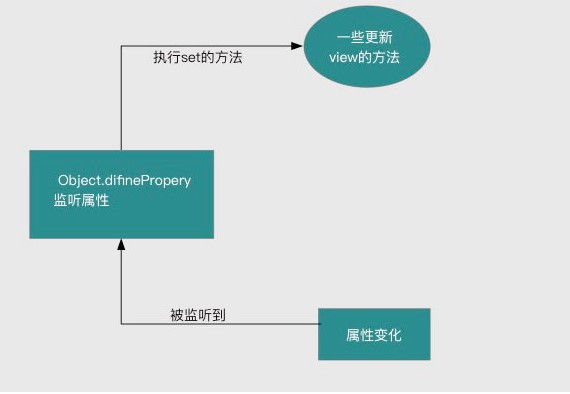 一些更新
view的方法
执行set的方法
Object.difinePropery
监听属性
被监听到
属性变化